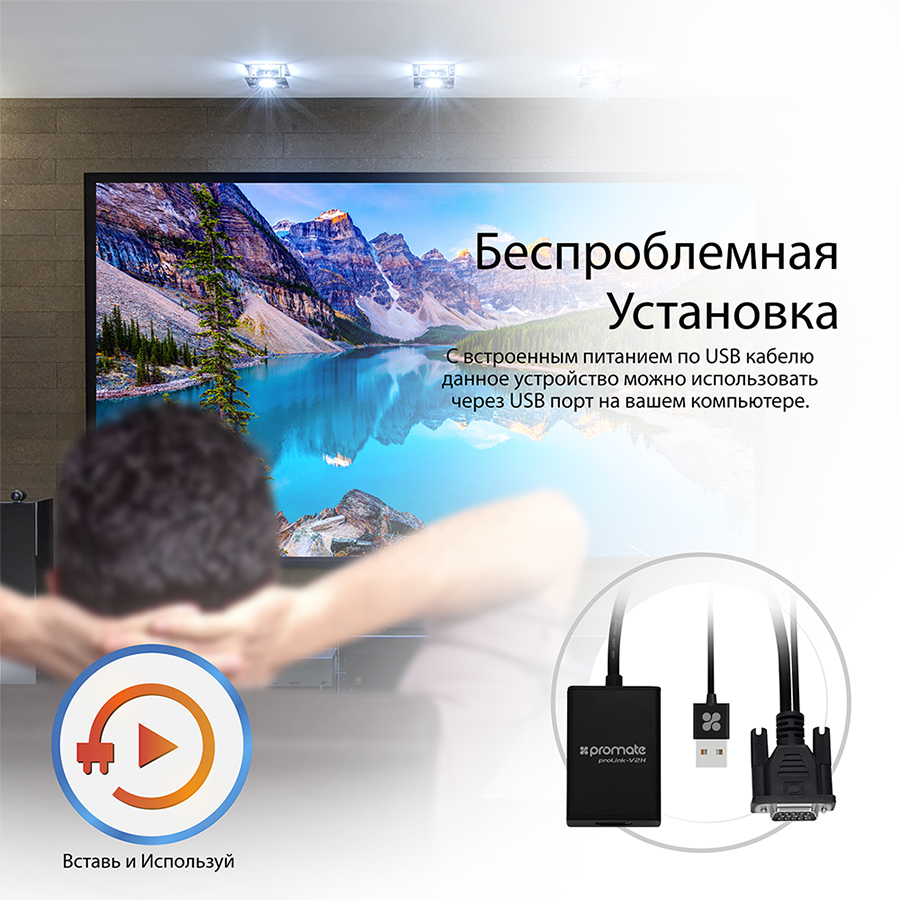 Беспроблемная
Установка
С встроенным питанием по USB кабелю
данное устройство можно использовать
через USB порт на вашем компьютере.
promate
proLink-V2H
Вставь и Используй